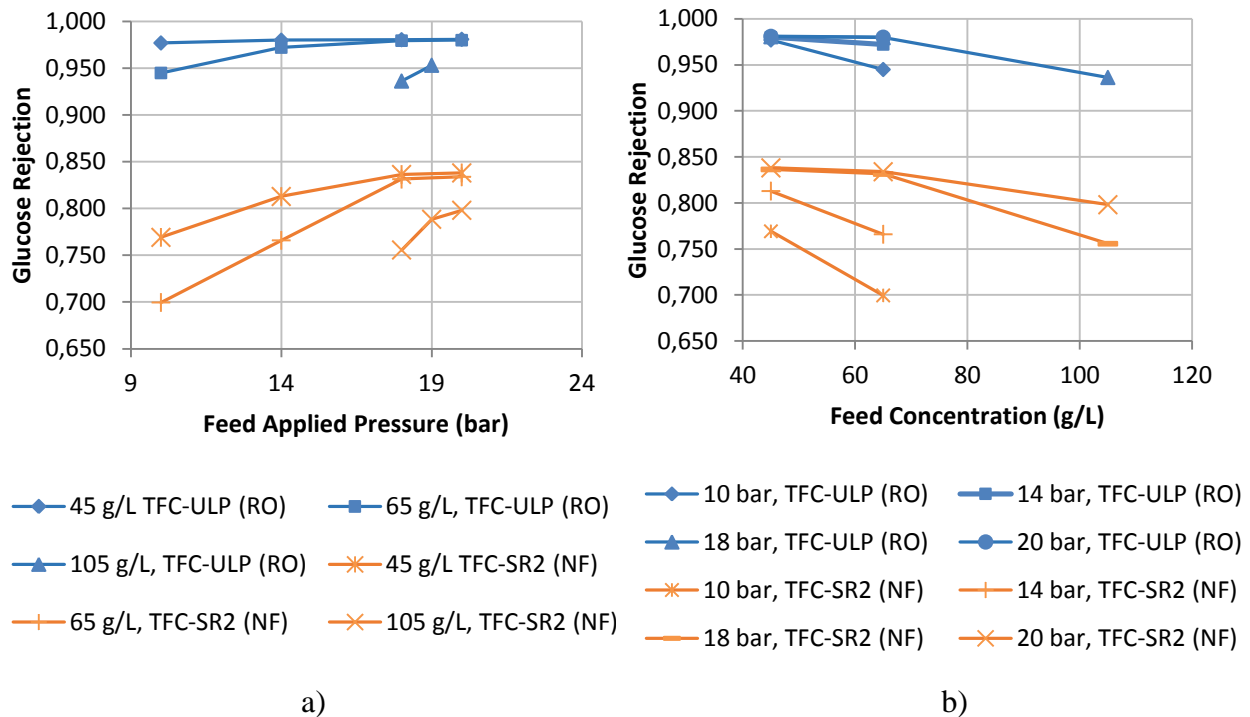 1,000
0,950
0,900
0,850
0,800
0,750
0,700
0,650
Glucose Rejection
9 14 19 24
Feed Applied Pressure (bar)
45 g/L TFC-ULP (RO) 65 g/L, TFC-ULP (RO)
105 g/L, TFC-ULP (RO) 45 g/L TFC-SR2 (NF)
65 g/L, TFC-SR2 (NF) 105 g/L, TFC-SR2 (NF)
a)
1,000
0,950
0,900
0,850
0,800
0,750
0,700
0,650
Glucose Rejection
40 60 80 100 120
Feed Concentration (g/L)
10 bar, TFC-ULP (RO) 14 bar, TFC-ULP (RO)
18 bar, TFC-ULP (RO) 20 bar, TFC-ULP (RO)
10 bar, TFC-SR2 (NF) 14 bar, TFC-SR2 (NF)
18 bar, TFC-SR2 (NF) 20 bar, TFC-SR2 (NF)
b)